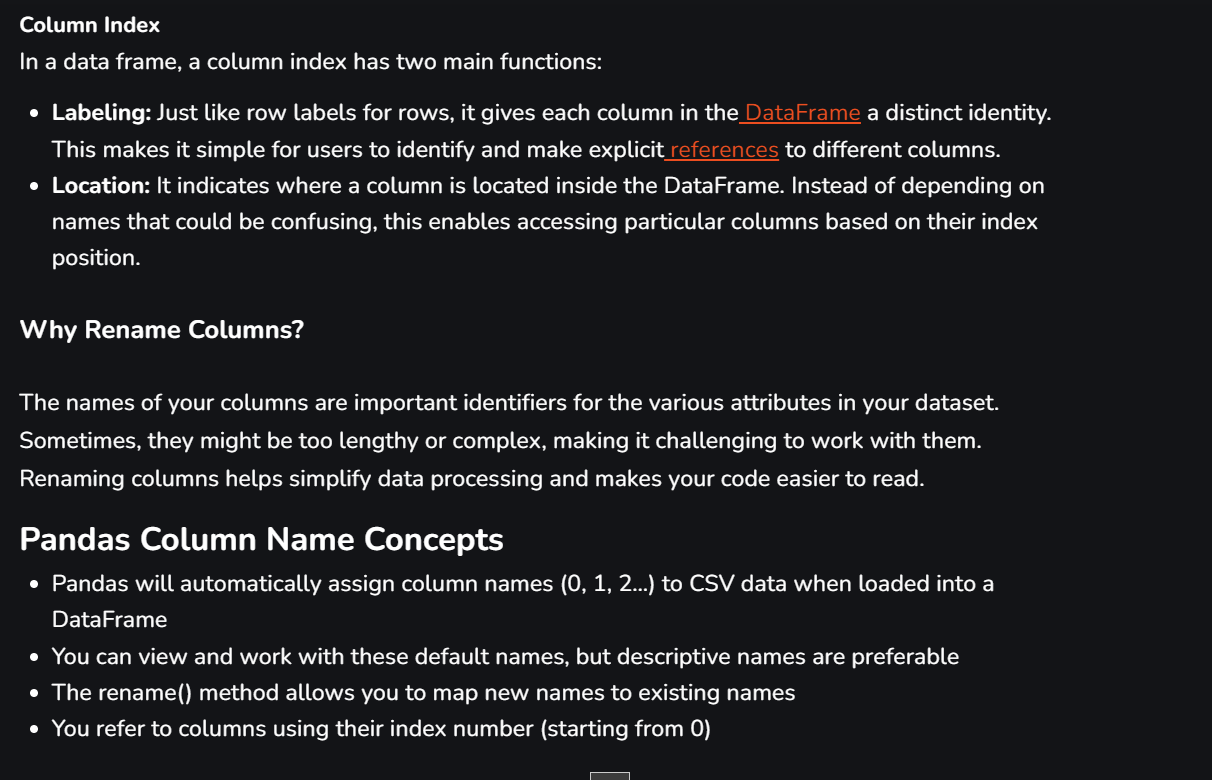 Column Index
In a data frame, a column index has two main functions:
• Labeling: Just like row labels for rows, it gives each column in the DataFrame a distinct identity.
This makes it simple for users to identify and make explicit references to different columns.
• Location: It indicates where a column is located inside the DataFrame. Instead of depending on
names that could be confusing, this enables accessing particular columns based on their index
position.
Why Rename Columns?
The names of your columns are important identifiers for the various attributes in your dataset.
Sometimes, they might be too lengthy or complex, making it challenging to work with them.
Renaming columns helps simplify data processing and makes your code easier to read.
Pandas Column Name Concepts
• Pandas will automatically assign column names (0, 1, 2...) to CSV data when loaded into a
DataFrame
• You can view and work with these default names, but descriptive names are preferable
• The rename() method allows you to map new names to existing names
• You refer to columns using their index number (starting from 0)